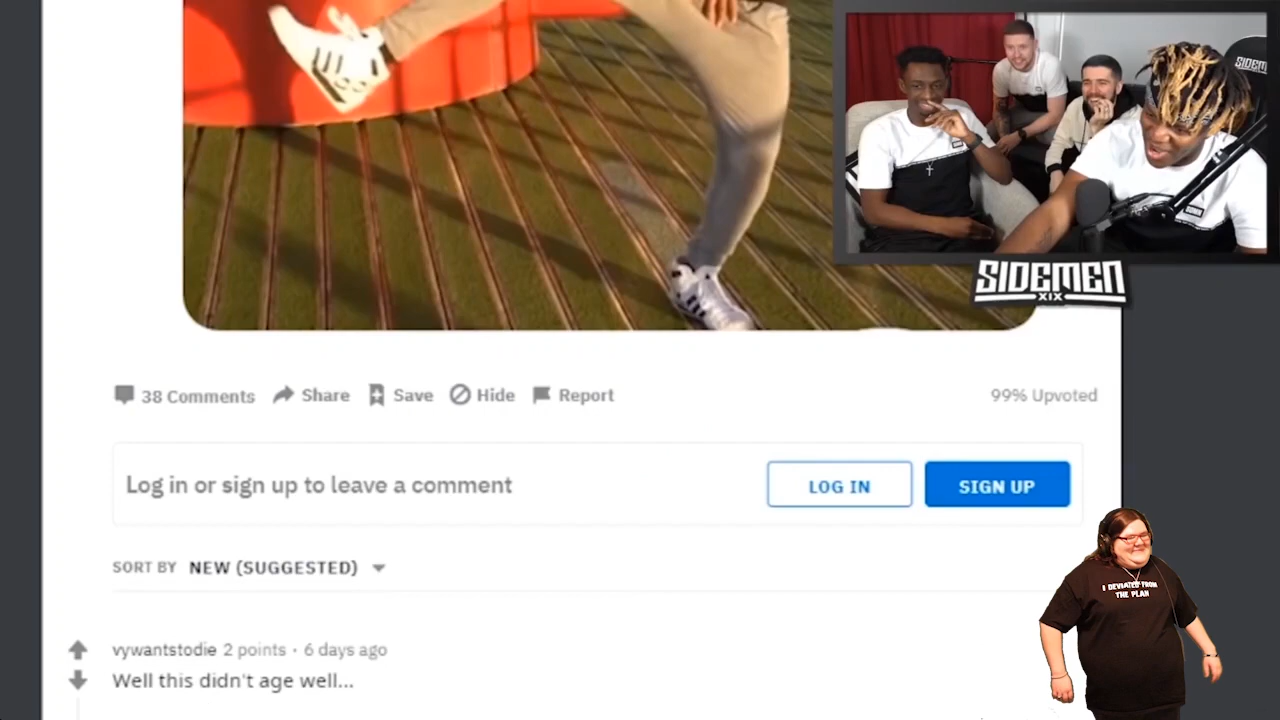 SIDEM
SIDEMEN
XIX
38 Comments Share Save Hide Report
99% Upvoted
Log in or sign up to leave a comment
LOG IN
SIGN UP
SORT BY NEW (SUGGESTED)
I DEVIATED FROM
THE PLAN
vywantstodie 2 points · 6 days ago
Well this didn't age well...